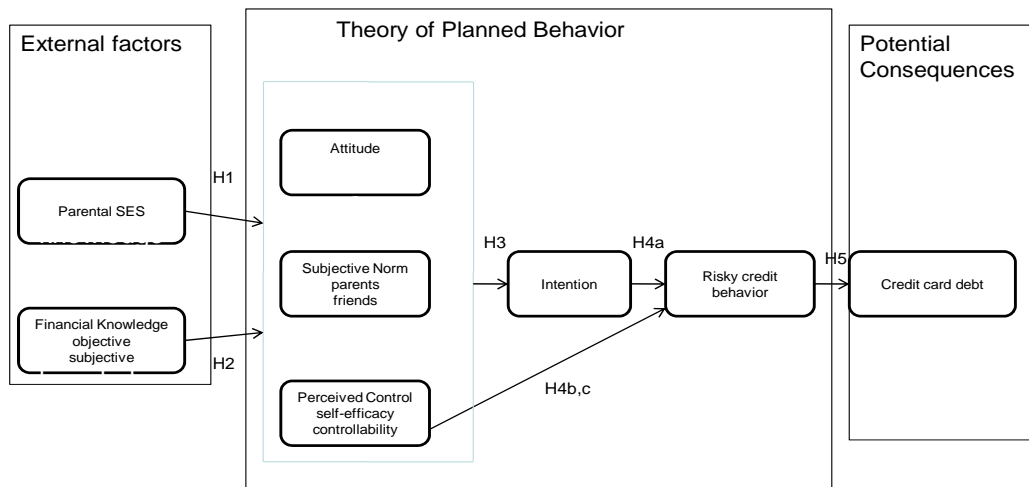 External factors
Theory of Planned Behavior
Potential
Consequences
Attitude
H1
Parental SES
H3
H4a
H5
Subjective Norm
parents
friends
Intention
Risky credit
behavior
Credit card debt
Financial Knowledge
objective
subjective
H2
Perceived Control
self-efficacy
controllability
H4b,c